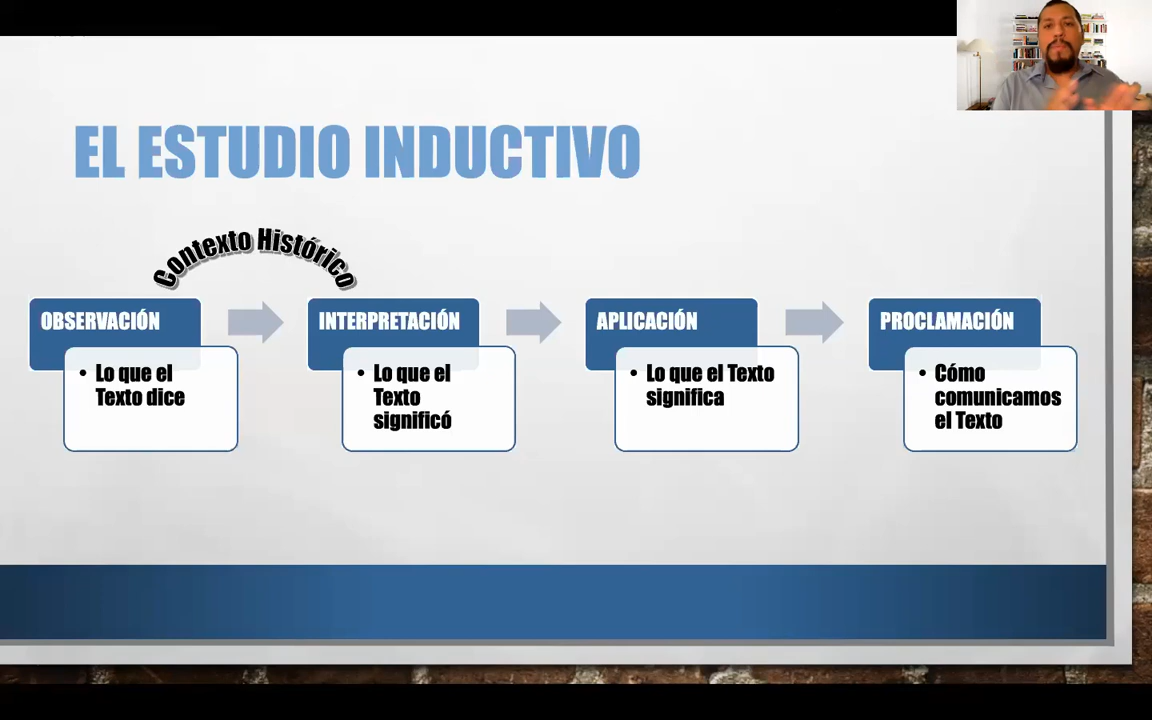 EL ESTUDIO INDUCTIVO
Contexto Histórico
OBSERVACIÓN
• Lo que el
Texto dice
INTERPRETACIÓN
• Lo que el
Texto
significó
APLICACIÓN
• Lo que el Texto
significa
PROCLAMACIÓN
• Cómo
comunicamos
el Texto